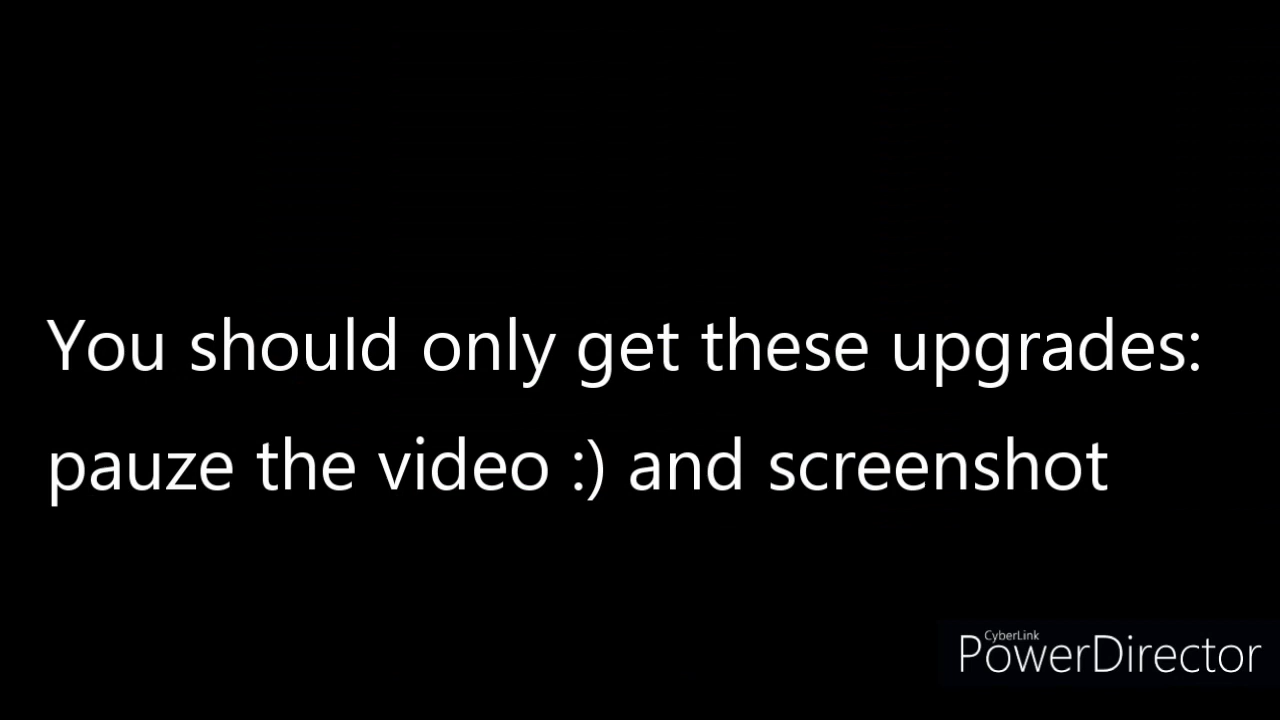 You should only get these upgrades:
pauze the video :) and screenshot
CyberLink
PowerDirector